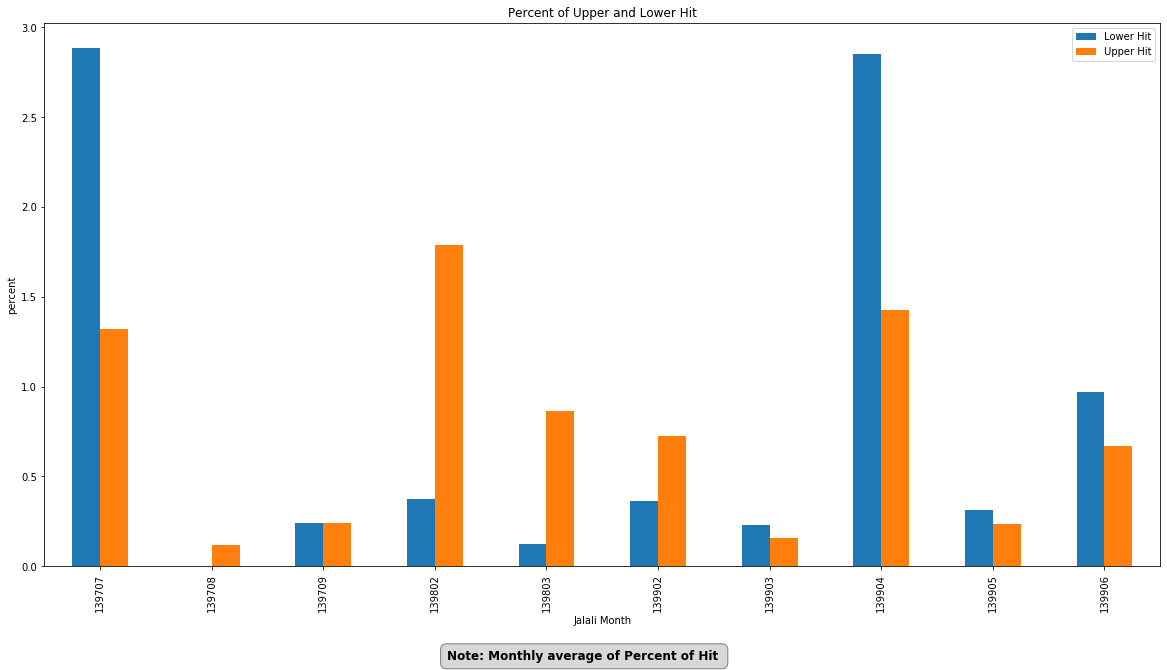 Percent of Upper and Lower Hit
Lower Hit
Upper Hit
percent
3.0
2.5
2.0
1.5
1.0
0.5
0.0
139707 139708 139709 139802 139803 139902 139903 139904 139905 139906
Jalali Month
Note: Monthly average of Percent of Hit